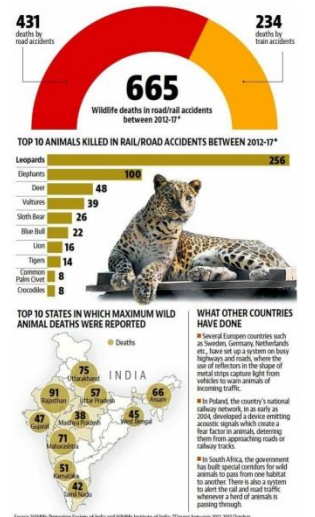 431
deaths by
road accidents
234
deaths by
train accidents
665
Wildlife deaths in road/rail accidents
between 2012-17*
TOP 10 ANIMALS KILLED IN RAIL/ROAD ACCIDENTS BETWEEN 2012-17*
Leopards 256
Elephants 100
Deer 48
Vultures 39
Sloth Bear 26
Blue Bull 22
Lion 16
Tigers 14
Common
Palm Civet 8
Crocodiles 8
TOP 10 STATES IN WHICH MAXIMUM WILD
ANIMAL DEATHS WERE REPORTED
Deaths
INDIA
75
Uttarakhand
91
Rajasthan
57
Uttar Pradesh
66
Assam
47
Gujarat
38
Madhya Pradesh
45
West Bengal
71
Maharashtra
51
Karnataka
42
Tamil Nadu
WHAT OTHER COUNTRIES
HAVE DONE
Several Europen countries such
as Sweden, Germany, Netherlands
etc, have set up a system on busy
highways and roads, where the
use of reflectors in the shape of
metal strips capture light from
vehicles to warn animals of
incoming traffic.
In Poland, the country's national
railway network, in as early as
2004, developed a device emitting
acoustic signals which create a
fear factor in animals, deterring
them from approaching roads or
railway tracks.
In South Africa, the government
has built special corridors for wild
animals to pass from one habitat
to another. There is also a system
to alert the rail and road traffic
whenever a herd of animals is
passing through.